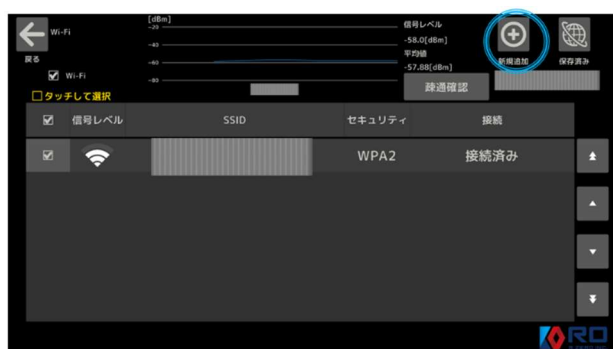 Wi-Fi
戻る
Wi-Fi
タッチして選択
[dBm]
-20
-40
-60
-80
信号レベル
-58.0[dBm]
平均値
-57.88[dBm]
疎通確認
新規追加
保存済み
信号レベル
SSID
セキュリティ
接続
WPA2
接続済み
RO